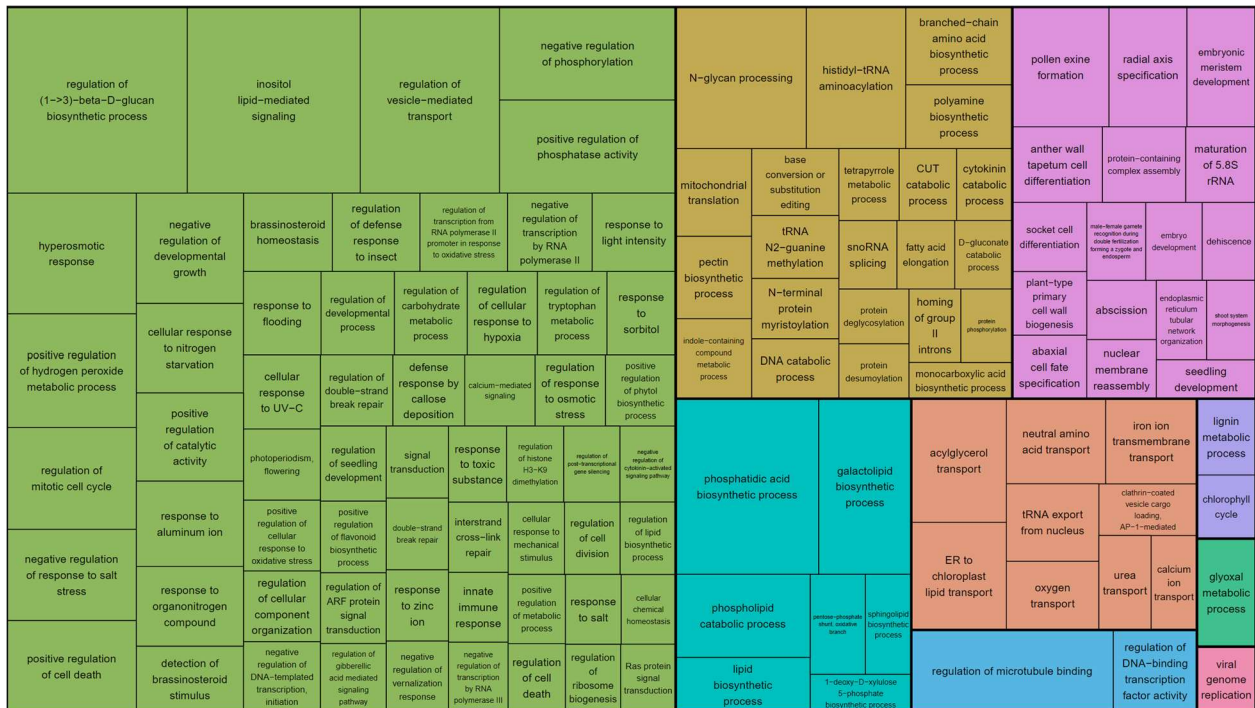 regulation of
(1->3)-beta-D-glucan
biosynthetic process
inositol
lipid-mediated
signaling
regulation of
vesicle-mediated
transport
negative regulation
of phosphorylation
positive regulation of
phosphatase activity
hyperosmotic
response
positive regulation
of hydrogen peroxide
metabolic process
regulation of
mitotic cell cycle
negative regulation
of response to salt
stress
positive regulation
of cell death
negative
regulation of
developmental
growth
cellular response
to nitrogen
starvation
positive
regulation
of catalytic
activity
response to
aluminum ion
response to
organonitrogen
compound
detection of
brassinosteroid
stimulus
brassinosteroid
homeostasis
regulation
of defense
response
to insect
regulation of
transcription from
RNA polymerase II
promoter in response
to oxidative stress
negative
regulation of
transcription
by RNA
polymerase II
response to
light intensity
response to
flooding
regulation of
developmental
process
regulation of
carbohydrate
metabolic
process
regulation
of cellular
response to
hypoxia
regulation of
tryptophan
metabolic
process
response
to
sorbitol
cellular
response
to UV-C
regulation of
double-strand
break repair
defense
response by
callose
deposition
calcium-mediated
signaling
regulation
of response
to osmotic
stress
positive
regulation
of phytol
biosynthetic
process
photoperiodism,
flowering
regulation
of seedling
development
signal
transduction
response
to toxic
substance
regulation
of histone
H3-K9
dimethylation
regulation of
post-transcriptional
gene silencing
negative
regulation of
cytokinin-activated
signaling pathway
positive
regulation of
cellular
response to
oxidative stress
positive
regulation
of flavonoid
biosynthetic
process
double-strand
break repair
interstrand
cross-link
repair
cellular
response to
mechanical
stimulus
regulation
of cell
division
regulation
of lipid
biosynthetic
process
regulation
of cellular
component
organization
regulation of
ARF protein
signal
transduction
response
to zinc
ion
innate
immune
response
positive
regulation of
metabolic
process
response
to salt
cellular
chemical
homeostasis
negative
regulation of
DNA-templated
transcription,
initiation
regulation of
gibberellic
acid mediated
signaling
pathway
negative
regulation of
vernalization
response
negative
regulation of
transcription
by RNA
polymerase III
regulation
of cell
death
regulation
of
ribosome
biogenesis
Ras protein
signal
transduction
N-glycan processing
histidyl-tRNA
aminoacylation
branched-chain
amino acid
biosynthetic
process
polyamine
biosynthetic
process
mitochondrial
translation
pectin
biosynthetic
process
indole-containing
compound
metabolic
process
base
conversion or
substitution
editing
tRNA
N2-guanine
methylation
N-terminal
protein
myristoylation
DNA catabolic
process
tetrapyrrole
metabolic
process
CUT
catabolic
process
cytokinin
catabolic
process
snoRNA
splicing
fatty acid
elongation
D-gluconate
catabolic
process
protein
deglycosylation
homing of
group II
introns
protein
phosphorylation
protein
desumoylation
monocarboxylic acid
biosynthetic process
pollen exine
formation
radial axis
specification
embryonic
meristem
development
anther wall
tapetum cell
differentiation
protein-containing
complex assembly
maturation
of 5.8S
rRNA
socket cell
differentiation
male-female gamete
recognition during
double fertilization
forming a zygote and
endosperm
embryo
development
dehiscence
plant-type
primary
cell wall
biogenesis
abscission
endoplasmic
reticulum
tubular
network
organization
shoot system
morphogenesis
abaxial
cell fate
specification
nuclear
membrane
reassembly
seedling
development
phosphatidic acid
biosynthetic process
galactolipid
biosynthetic
process
phospholipid
catabolic process
lipid
biosynthetic
process
pentose-phosphate
shunt, oxidative
branch
sphingolipid
biosynthetic
process
1-deoxy-D-xylulose
5-phosphate
biosynthetic process
acylglycerol
transport
neutral amino
acid transport
iron ion
transmembrane
transport
ER to
chloroplast
lipid transport
tRNA export
from nucleus
clathrin-coated
vesicle cargo
loading,
AP-1-mediated
oxygen
transport
urea
transport
calcium
ion
transport
regulation of microtubule binding
regulation of
DNA-binding
transcription
factor activity
lignin
metabolic
process
chlorophyll
cycle
glyoxal
metabolic
process
viral
genome
replication